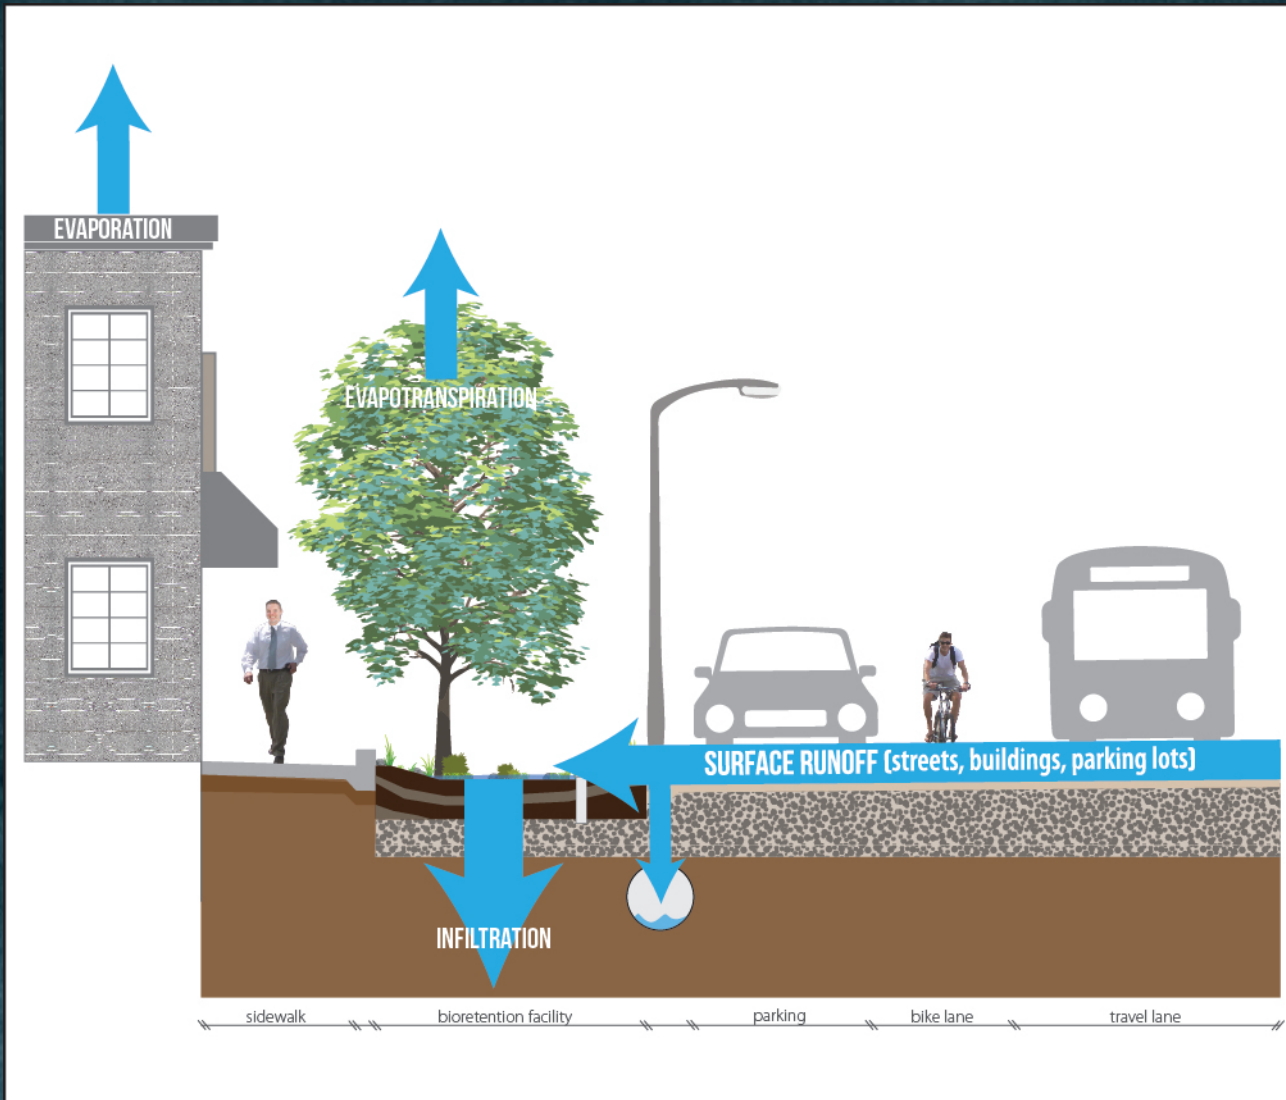 EVAPORATION
EVAPOTRANSPIRATION
SURFACE RUNOFF (streets, buildings, parking lots)
INFILTRATION
sidewalk
bioretention facility
parking
bike lane
travel lane